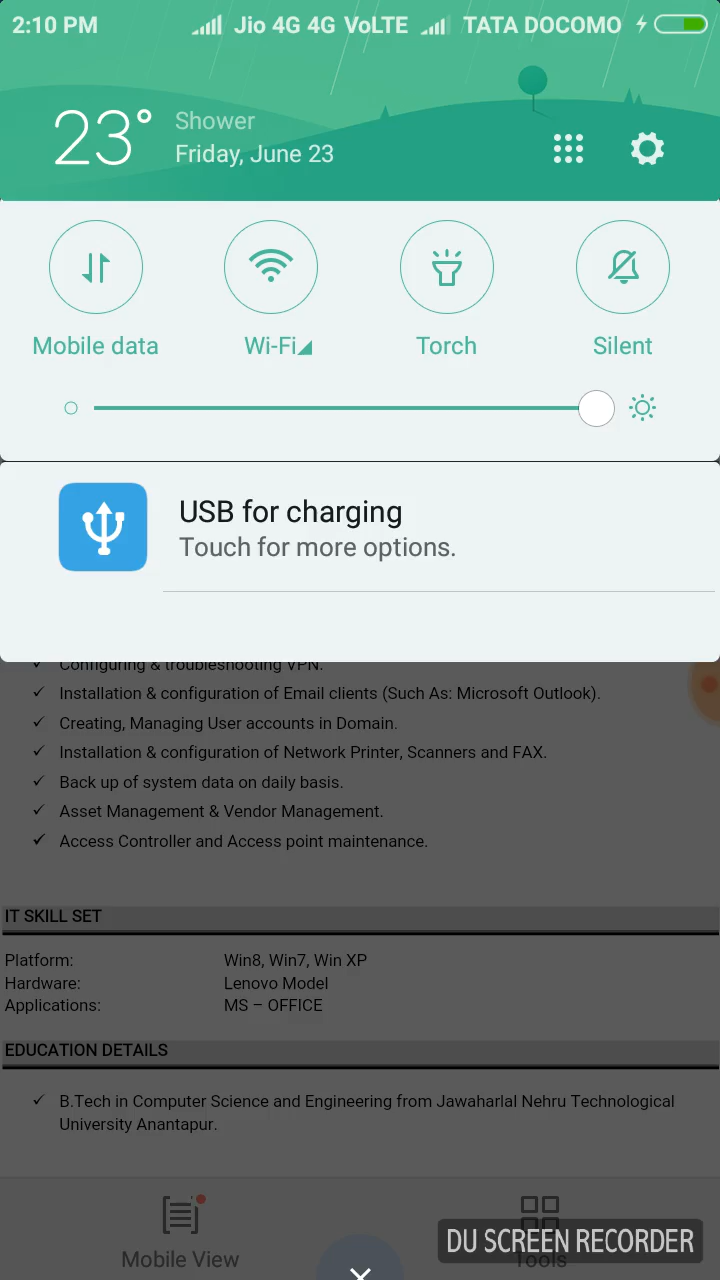 2:10 PM Jio 4G 4G VoLTE TATA DOCOMO
23° Shower
Friday, June 23
Mobile data Wi-Fi Torch Silent
USB for charging
Touch for more options.
Configuring & troubleshooting VPN.
✓ Installation & configuration of Email clients (Such As: Microsoft Outlook).
✓ Creating, Managing User accounts in Domain.
✓ Installation & configuration of Network Printer, Scanners and FAX.
✓ Back up of system data on daily basis.
✓ Asset Management & Vendor Management.
✓ Access Controller and Access point maintenance.
IT SKILL SET
Platform: Win8, Win7, Win XP
Hardware: Lenovo Model
Applications: MS – OFFICE
EDUCATION DETAILS
✓ B.Tech in Computer Science and Engineering from Jawaharlal Nehru Technological
University Anantapur.
DU SCREEN RECORDER
Mobile View Tools